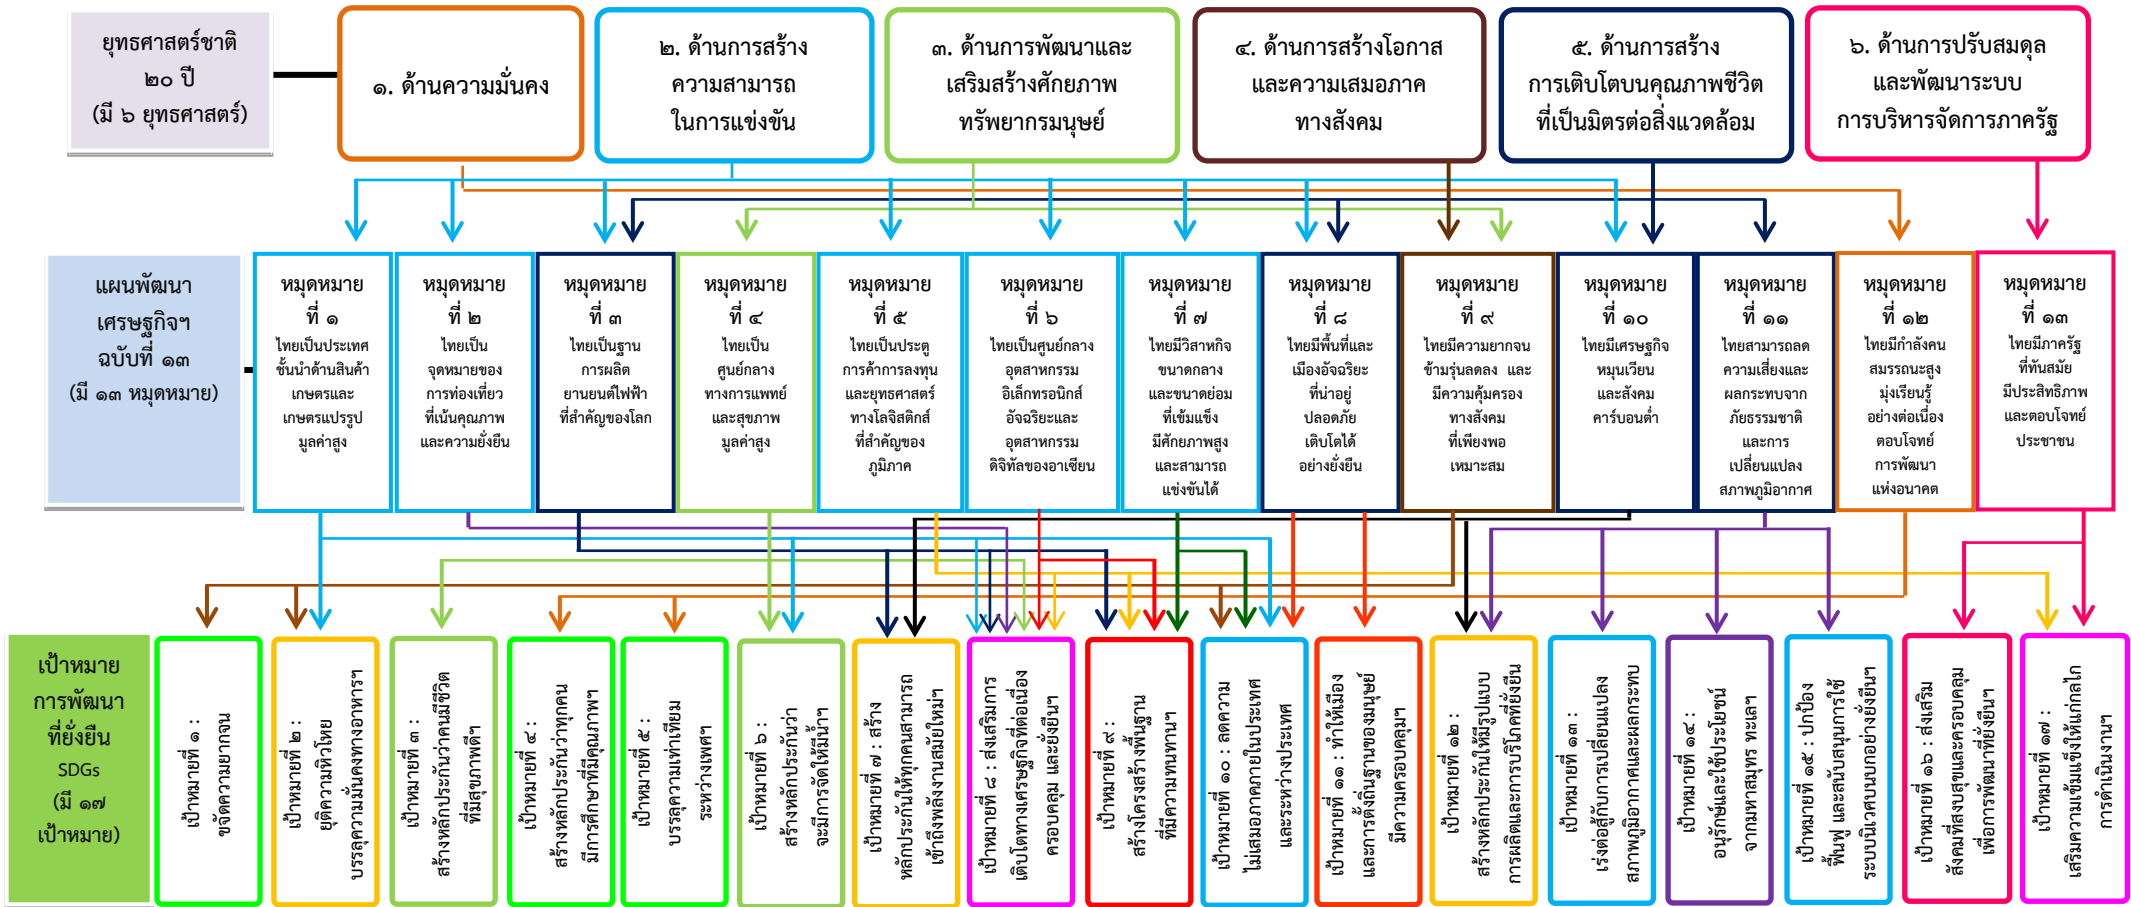 ยุทธศาสตร์ชาติ
๒๐ ปี
(มี ๖ ยุทธศาสตร์)
๑. ด้านความมั่นคง
๒. ด้านการสร้าง
ความสามารถ
ในการแข่งขัน
๓. ด้านการพัฒนาและ
เสริมสร้างศักยภาพ
ทรัพยากรมนุษย์
๔. ด้านการสร้างโอกาส
และความเสมอภาค
ทางสังคม
๕. ด้านการสร้าง
การเติบโตบนคุณภาพชีวิต
ที่เป็นมิตรต่อสิ่งแวดล้อม
๖. ด้านการปรับสมดุล
และพัฒนาระบบ
การบริหารจัดการภาครัฐ
แผนพัฒนา
เศรษฐกิจฯ
ฉบับที่ ๑๓
(มี ๑๓ หมุดหมาย)
หมุดหมาย
ที่ ๑
ไทยเป็นประเทศ
ชั้นนำด้านสินค้า
เกษตรและ
เกษตรแปรรูป
มูลค่าสูง
หมุดหมาย
ที่ ๒
ไทยเป็น
จุดหมายของ
การท่องเที่ยว
ที่เน้นคุณภาพ
และความยั่งยืน
หมุดหมาย
ที่ ๓
ไทยเป็นฐาน
การผลิต
ยานยนต์ไฟฟ้า
ที่สำคัญของโลก
หมุดหมาย
ที่ ๔
ไทยเป็น
ศูนย์กลาง
ทางการแพทย์
และสุขภาพ
มูลค่าสูง
หมุดหมาย
ที่ ๕
ไทยเป็นประตู
การค้าการลงทุน
และยุทธศาสตร์
ทางโลจิสติกส์
ที่สำคัญของ
ภูมิภาค
หมุดหมาย
ที่ ๖
ไทยเป็นศูนย์กลาง
อุตสาหกรรม
อิเล็กทรอนิกส์
อัจฉริยะและ
อุตสาหกรรม
ดิจิทัลของอาเซียน
หมุดหมาย
ที่ ๗
ไทยมีวิสาหกิจ
ขนาดกลาง
และขนาดย่อม
ที่เข้มแข็ง
มีศักยภาพสูง
และสามารถ
แข่งขันได้
หมุดหมาย
ที่ ๘
ไทยมีพื้นที่และ
เมืองอัจฉริยะ
ที่น่าอยู่
ปลอดภัย
เติบโตได้
อย่างยั่งยืน
หมุดหมาย
ที่ ๙
ไทยมีความยากจน
ข้ามรุ่นลดลง และ
มีความคุ้มครอง
ทางสังคม
ที่เพียงพอ
เหมาะสม
หมุดหมาย
ที่ ๑๐
ไทยมีเศรษฐกิจ
หมุนเวียน
และสังคม
คาร์บอนต่ำ
หมุดหมาย
ที่ ๑๑
ไทยสามารถลด
ความเสี่ยงและ
ผลกระทบจาก
ภัยธรรมชาติ
และการ
เปลี่ยนแปลง
สภาพภูมิอากาศ
หมุดหมาย
ที่ ๑๒
ไทยมีกำลังคน
สมรรถนะสูง
มุ่งเรียนรู้
อย่างต่อเนื่อง
ตอบโจทย์
การพัฒนา
แห่งอนาคต
หมุดหมาย
ที่ ๑๓
ไทยมีภาครัฐ
ที่ทันสมัย
มีประสิทธิภาพ
และตอบโจทย์
ประชาชน
เป้าหมาย
การพัฒนา
ที่ยั่งยืน
SDGs
(มี ๑๗
เป้าหมาย)
เป้าหมายที่ ๑ :
ขจัดความยากจน
เป้าหมายที่ ๒ :
ยุติความหิวโหย
บรรลุความมั่นคงทางอาหารฯ
เป้าหมายที่ ๓ :
สร้างหลักประกันว่าคนมีชีวิต
ที่มีสุขภาพดีฯ
เป้าหมายที่ ๔ :
สร้างหลักประกันว่าทุกคน
มีการศึกษาที่มีคุณภาพฯ
เป้าหมายที่ ๕ :
บรรลุความเท่าเทียม
ระหว่างเพศฯ
เป้าหมายที่ ๖ :
สร้างหลักประกันว่า
จะมีการจัดให้มีน้ำฯ
เป้าหมายที่ ๗ : สร้าง
หลักประกันให้ทุกคนสามารถ
เข้าถึงพลังงานสมัยใหม่ฯ
เป้าหมายที่ ๘ : ส่งเสริมการ
เติบโตทางเศรษฐกิจที่ต่อเนื่อง
ครอบคลุม และยั่งยืนฯ
เป้าหมายที่ ๙ :
สร้างโครงสร้างพื้นฐาน
ที่มีความทนทานฯ
เป้าหมายที่ ๑๐ : ลดความ
ไม่เสมอภาคภายในประเทศ
และระหว่างประเทศ
เป้าหมายที่ ๑๑ : ทำให้เมือง
และการตั้งถิ่นฐานของมนุษย์
มีความครอบคลุมฯ
เป้าหมายที่ ๑๒ :
สร้างหลักประกันให้มีรูปแบบ
การผลิตและการบริโภคที่ยั่งยืน
เป้าหมายที่ ๑๓ :
เร่งต่อสู้กับการเปลี่ยนแปลง
สภาพภูมิอากาศและผลกระทบ
เป้าหมายที่ ๑๔ :
อนุรักษ์และใช้ประโยชน์
จากมหาสมุทร ทะเลฯ
เป้าหมายที่ ๑๕ : ปกป้อง
ฟื้นฟู และสนับสนุนการใช้
ระบบนิเวศบนบกอย่างยั่งยืนฯ
เป้าหมายที่ ๑๖ : ส่งเสริม
สังคมที่สงบสุขและครอบคลุม
เพื่อการพัฒนาที่ยั่งยืนฯ
เป้าหมายที่ ๑๗ :
เสริมความเข้มแข็งให้แก่กลไก
การดำเนินงานฯ